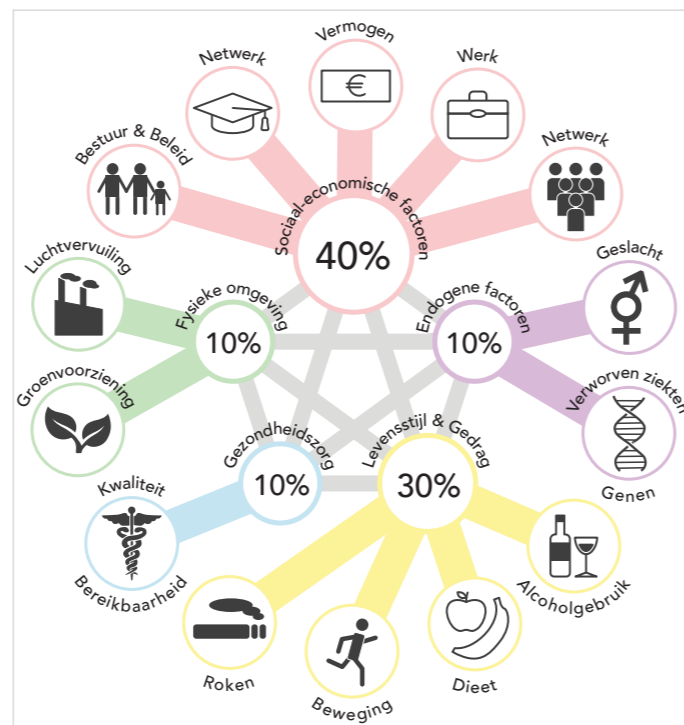 Vermogen
Netwerk
Werk
Bestuur & Beleid
Netwerk
€
Sociaal-economische factoren
40%
Luchtvervuiling
Geslacht
Fysieke omgeving
10%
Endogene factoren
10%
Groenvoorziening
Verworven ziekten
Genen
Gezondheidszorg
10%
Levensstijl & Gedrag
30%
Kwaliteit
Bereikbaarheid
Alcoholgebruik
Roken
Beweging
Dieet